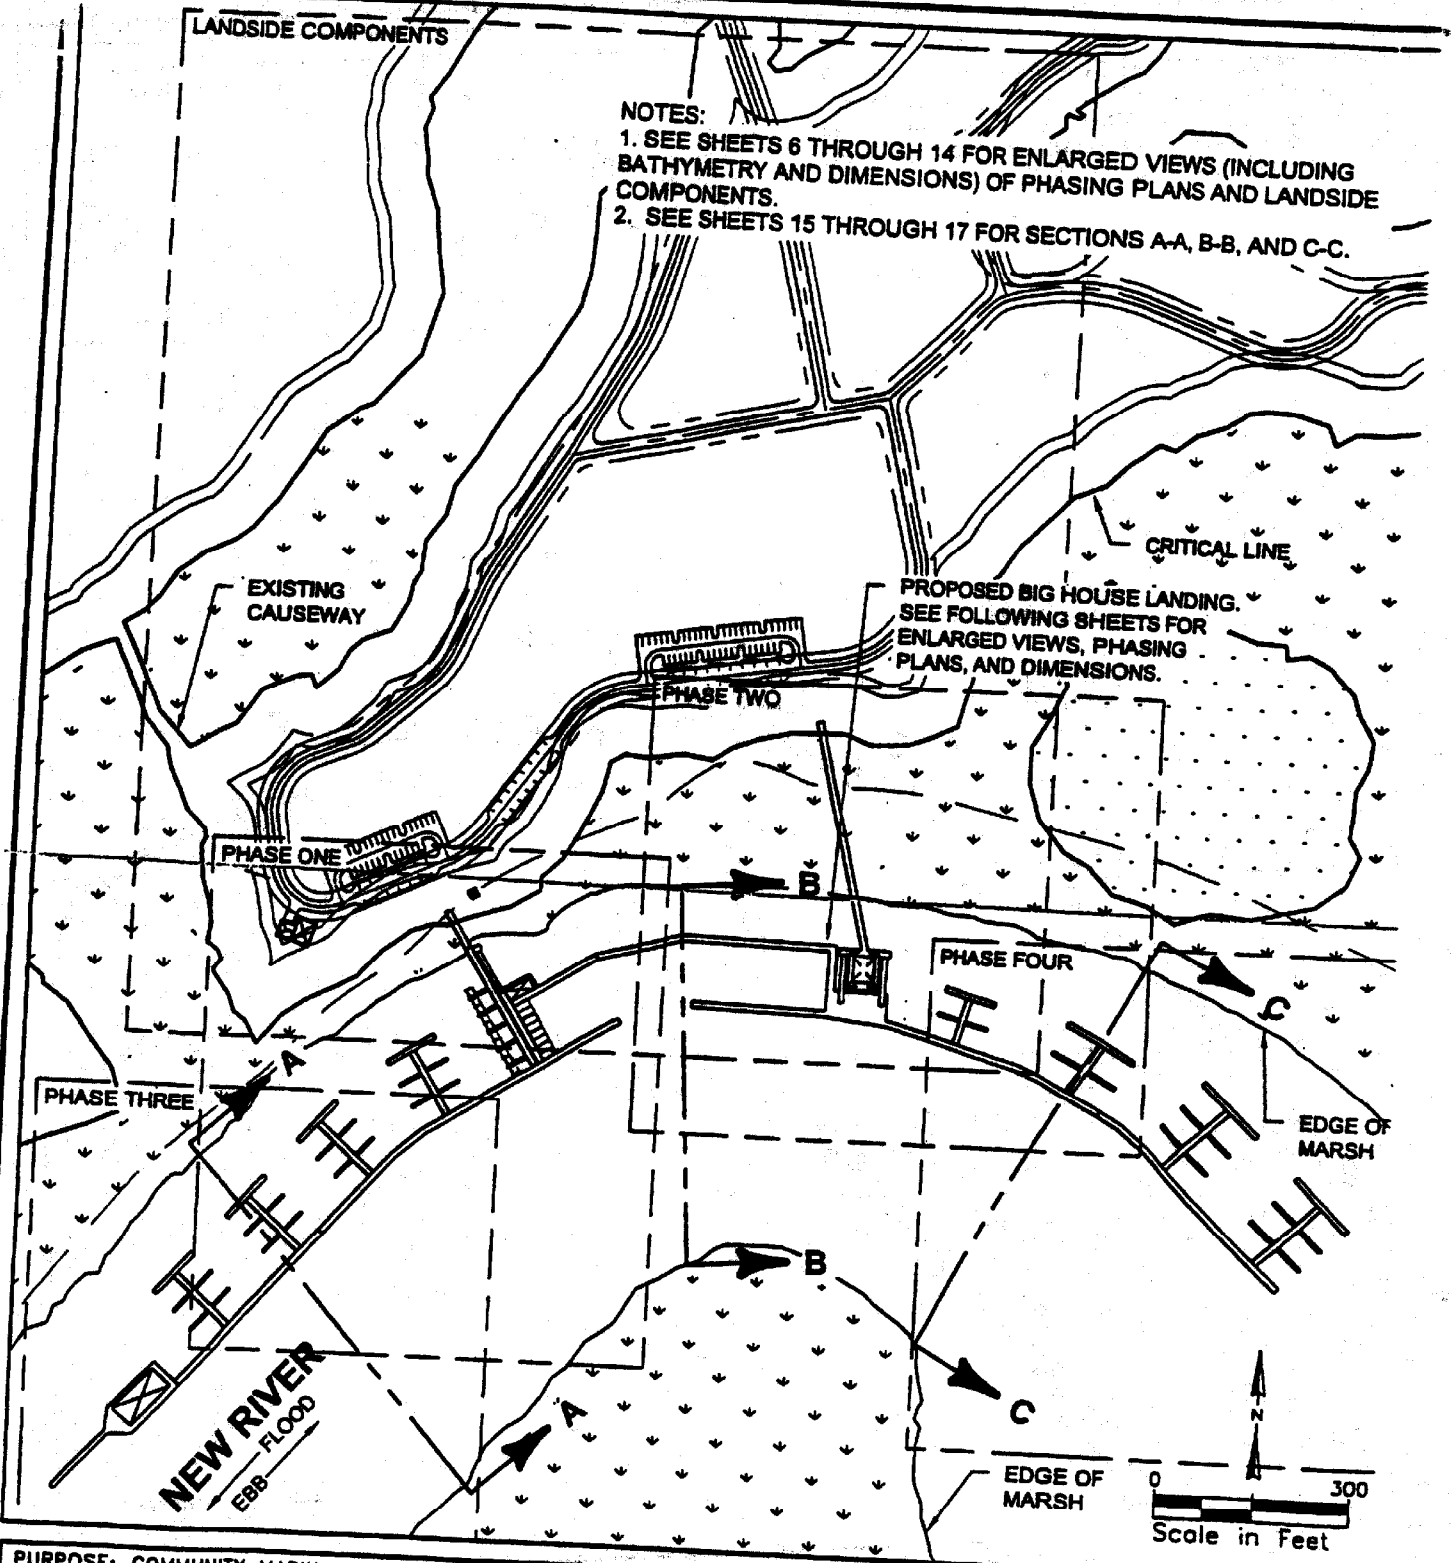 LANDSIDE COMPONENTS
NOTES:
1. SEE SHEETS 6 THROUGH 14 FOR ENLARGED VIEWS (INCLUDING
BATHYMETRY AND DIMENSIONS) OF PHASING PLANS AND LANDSIDE
COMPONENTS.
2. SEE SHEETS 15 THROUGH 17 FOR SECTIONS A-A, B-B, AND C-C.
CRITICAL LINE
EXISTING
CAUSEWAY
PROPOSED BIG HOUSE LANDING.
SEE FOLLOWING SHEETS FOR
ENLARGED VIEWS, PHASING
PLANS, AND DIMENSIONS.
PHASE TWO
PHASE ONE
B
PHASE FOUR
C
A
PHASE THREE
EDGE OF
MARSH
B
C
A
NEW RIVER
FLOOD
EBB
N
EDGE OF
MARSH
0 300
Scale in Feet
PURPOSE: COMMUNITY